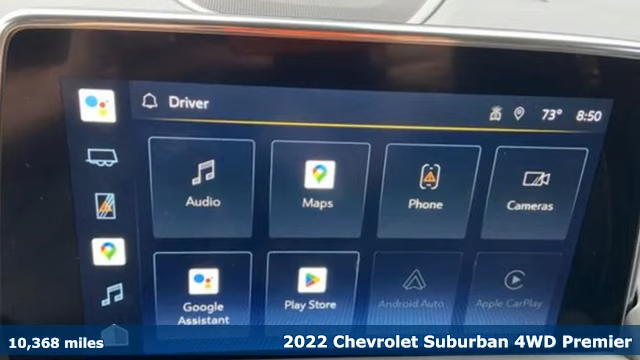 Driver
73° 8:50
Audio
Maps
Phone
Cameras
Google
Assistant
Play Store
Android Auto
Apple CarPlay
10,368 miles
2022 Chevrolet Suburban 4WD Premier